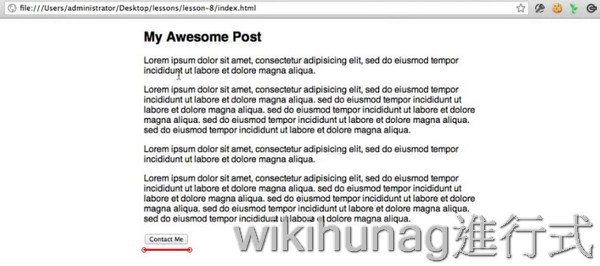 file:///Users/administrator/Desktop/lessons/lesson-8/index.html
My Awesome Post
Lorem ipsum dolor sit amet, consectetur adipisicing elit, sed do eiusmod tempor
incididunt ut labore et dolore magna aliqua.
Lorem ipsum dolor sit amet, consectetur adipisicing elit, sed do eiusmod tempor
incididunt ut labore et dolore magna aliqua. sed do eiusmod tempor incididunt ut
labore et dolore magna aliqua. sed do eiusmod tempor incididunt ut labore et
dolore magna aliqua. sed do eiusmod tempor incididunt ut labore et dolore magna aliqua.
sed do eiusmod tempor incididunt ut labore et dolore magna aliqua.
Lorem ipsum dolor sit amet, consectetur adipisicing elit, sed do eiusmod tempor
incididunt ut labore et dolore magna aliqua.
Lorem ipsum dolor sit amet, consectetur adipisicing elit, sed do eiusmod tempor
incididunt ut labore et dolore magna aliqua. sed do eiusmod tempor incididunt ut
labore et dolore magna aliqua. sed do eiusmod tempor incididunt ut labore et
dolore magna aliqua. sed do eiusmod tempor incididunt ut labore et dolore magna aliqua.
sed do eiusmod tempor incididunt ut labore et dolore magna aliqua.
Contact Me
wikihunag進行式